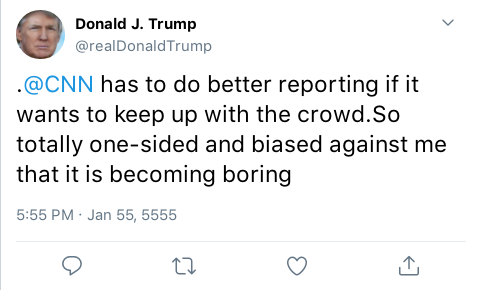 Donald J. Trump
@realDonaldTrump
.@CNN has to do better reporting if it
wants to keep up with the crowd.So
totally one-sided and biased against me
that it is becoming boring
5:55 PM · Jan 55, 5555